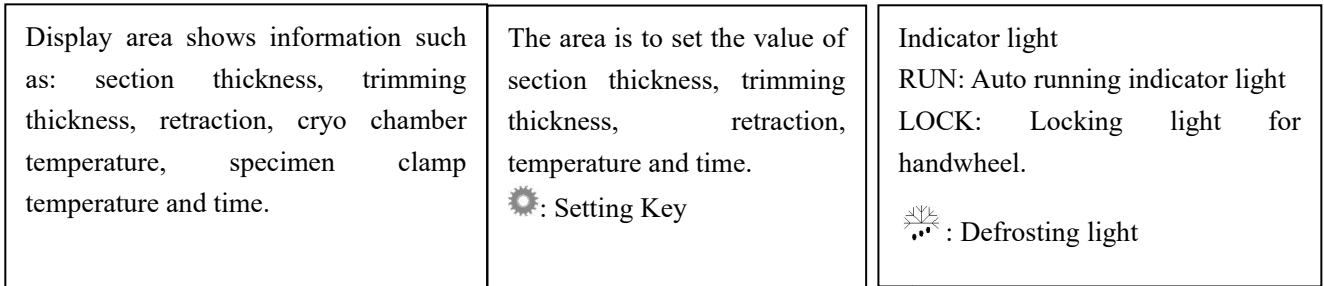 Display area shows information such
as: section thickness, trimming
thickness, retraction, cryo chamber
temperature, specimen clamp
temperature and time.
The area is to set the value of
section thickness, trimming
thickness, retraction,
temperature and time.
: Setting Key
Indicator light
RUN: Auto running indicator light
LOCK: Locking light for
handwheel.
: Defrosting light